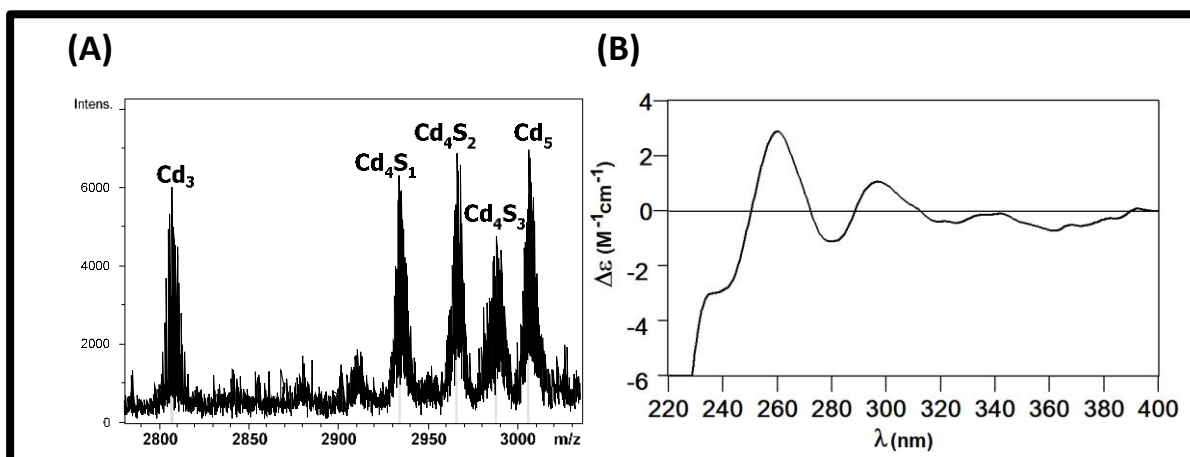 (A)
Intens.
6000
4000
2000
0
Cd₃
Cd₄S₁
Cd₄S₂
Cd₄S₃
Cd₅
2800
2850
2900
2950
3000
m/z
(B)
Δε (M⁻¹cm⁻¹)
4
2
0
-2
-4
-6
220
240
260
280
300
320
340
360
380
400
λ(nm)